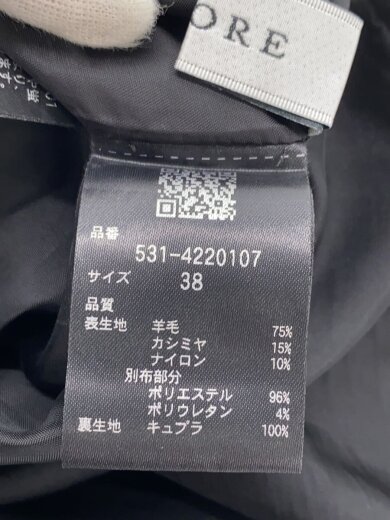 ORE
品番
531-4220107
サイズ 38
品質
表生地 羊毛 75%
カシミヤ 15%
ナイロン 10%
別布部分
ポリエステル 96%
ポリウレタン 4%
裏生地 キュプラ 100%